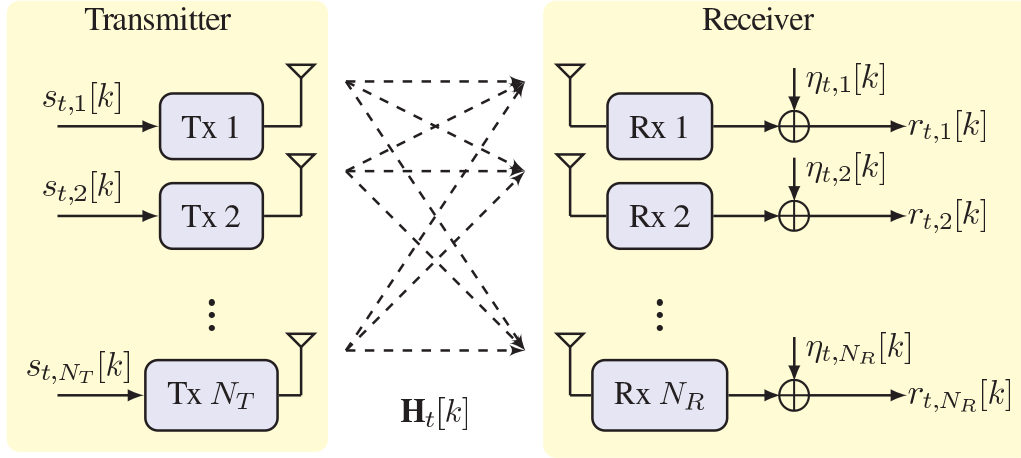 Transmitter
Receiver
s_{t,1}[k]
Tx 1
Rx 1
η_{t,1}[k]
r_{t,1}[k]
s_{t,2}[k]
Tx 2
Rx 2
η_{t,2}[k]
r_{t,2}[k]
⋮
⋮
s_{t,N_T}[k]
Tx N_T
H_t[k]
Rx N_R
η_{t,N_R}[k]
r_{t,N_R}[k]